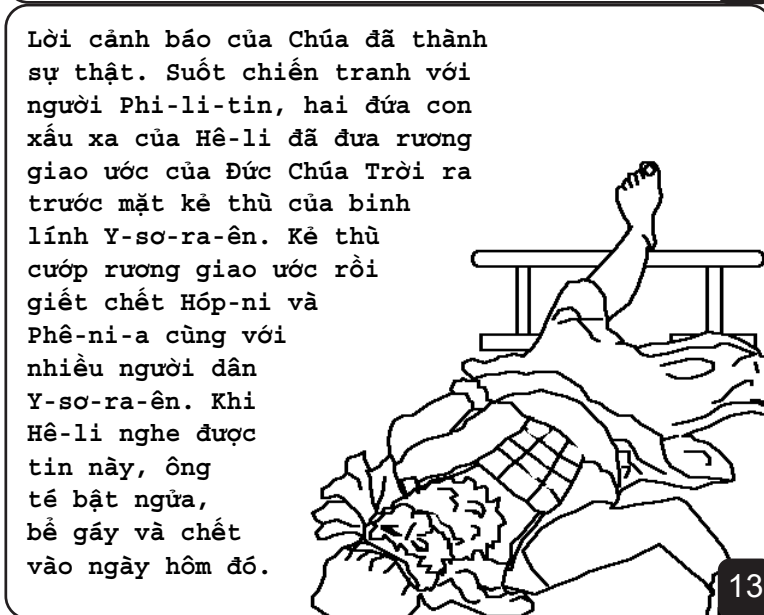 Lời cảnh báo của Chúa đã thành
sự thật. Suốt chiến tranh với
người Phi-li-tin, hai đứa con
xấu xa của Hê-li đã đưa rương
giao ước của Đức Chúa Trời ra
trước mặt kẻ thù của binh
lính Y-sơ-ra-ên. Kẻ thù
cướp rương giao ước rồi
giết chết Hóp-ni và
Phê-ni-a cùng với
nhiều người dân
Y-sơ-ra-ên. Khi
Hê-li nghe được
tin này, ông
té bật ngửa,
bể gáy và chết
vào ngày hôm đó.
13